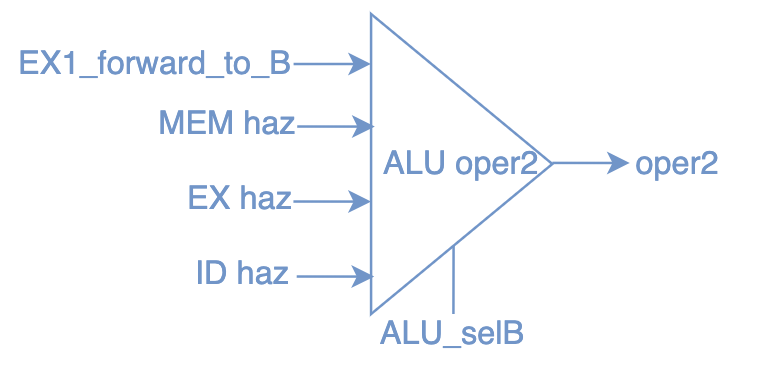 EX1_forward_to_B
MEM haz
EX haz
ALU oper2
oper2
ID haz
ALU_selB